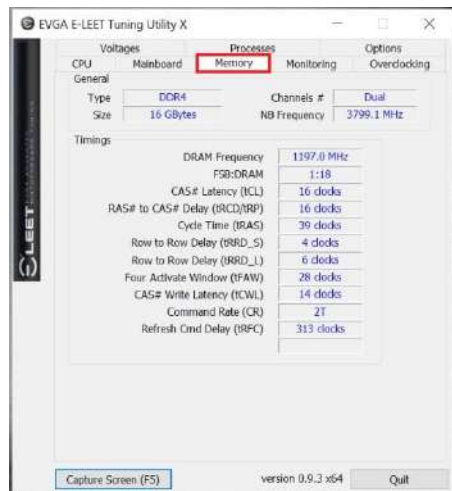 EVGA E-LEET Tuning Utility X
Voltages Processes Options
CPU Mainboard Memory Monitoring Overclocking
General
Type DDR4 Channels # Dual
Size 16 GBytes NB Frequency 3799.1 MHz
Timings
DRAM Frequency 1197.0 MHz
FSB:DRAM 1:18
CAS# Latency (tCL) 16 clocks
RAS# to CAS# Delay (tRCD/tRP) 16 clocks
Cycle Time (tRAS) 39 clocks
Row to Row Delay (tRRD_S) 4 clocks
Row to Row Delay (tRRD_L) 6 clocks
Four Activate Window (tFAW) 28 clocks
CAS# Write Latency (tCWL) 14 clocks
Command Rate (CR) 2T
Refresh Cmd Delay (tRFC) 313 clocks
LEET
Capture Screen (F5) version 0.9.3 x64 Quit